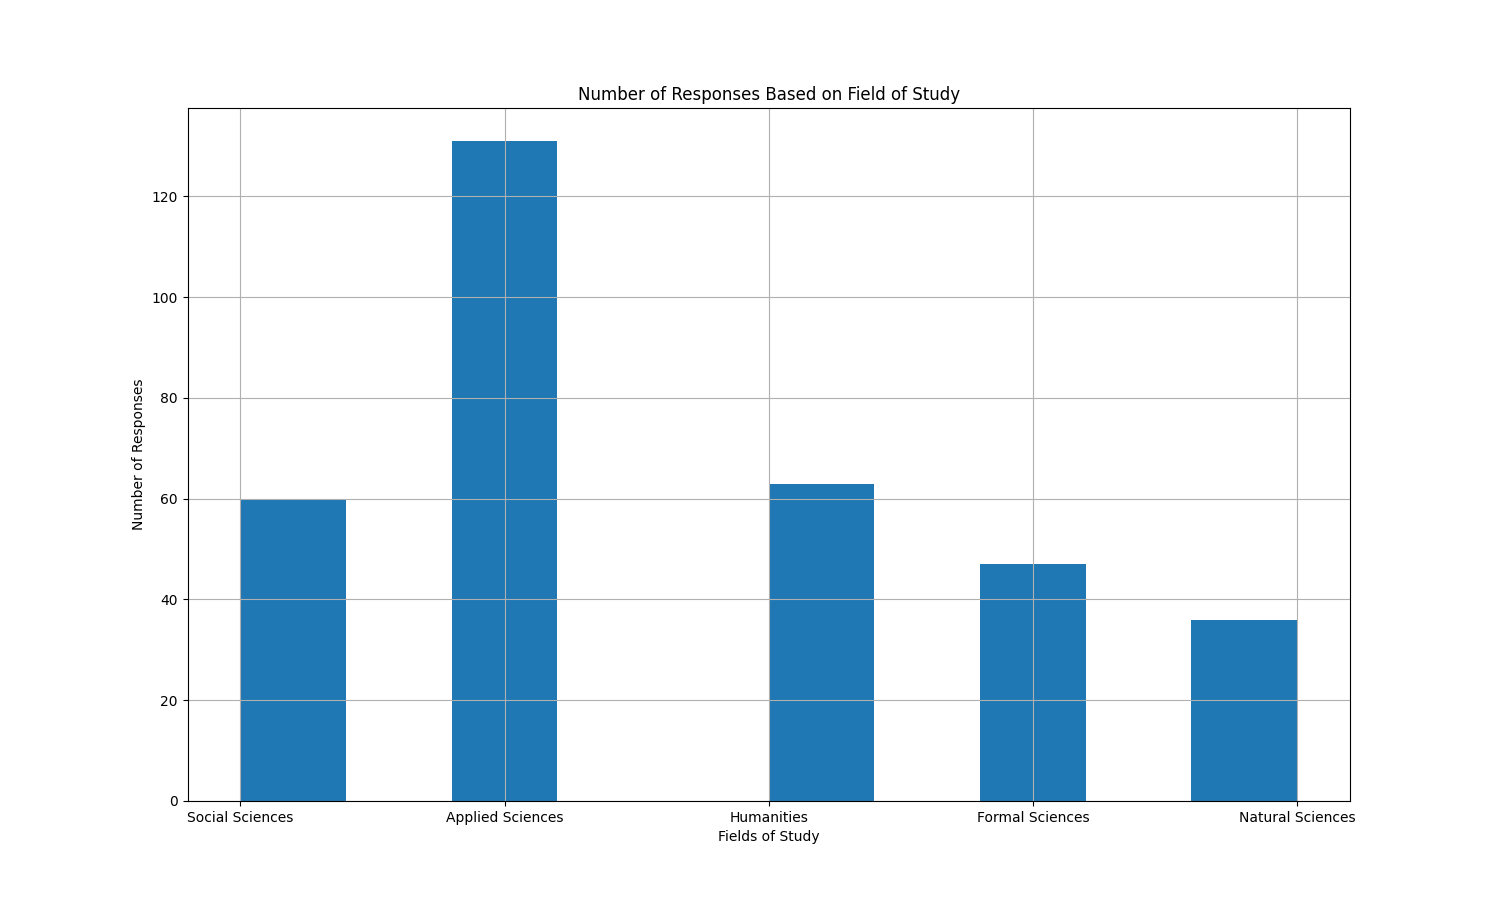 Number of Responses Based on Field of Study
120
100
80
60
40
20
0
Number of Responses
Social Sciences
Applied Sciences
Humanities
Formal Sciences
Natural Sciences
Fields of Study